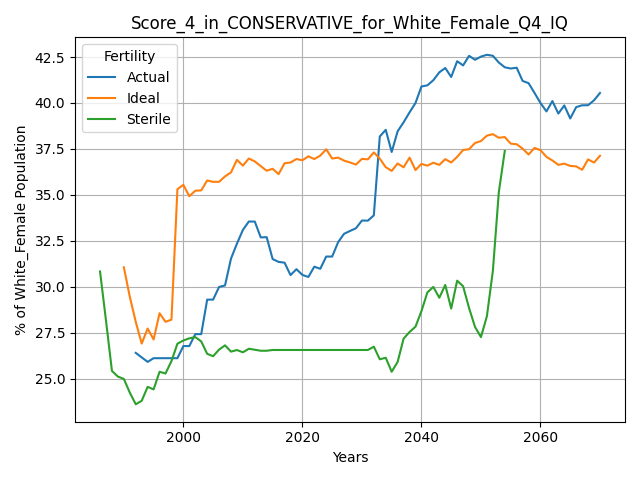 Score_4_in_CONSERVATIVE_for_White_Female_Q4_IQ
% of White_Female Population
42.5
40.0
37.5
35.0
32.5
30.0
27.5
25.0
Fertility
Actual
Ideal
Sterile
2000 2020 2040 2060
Years